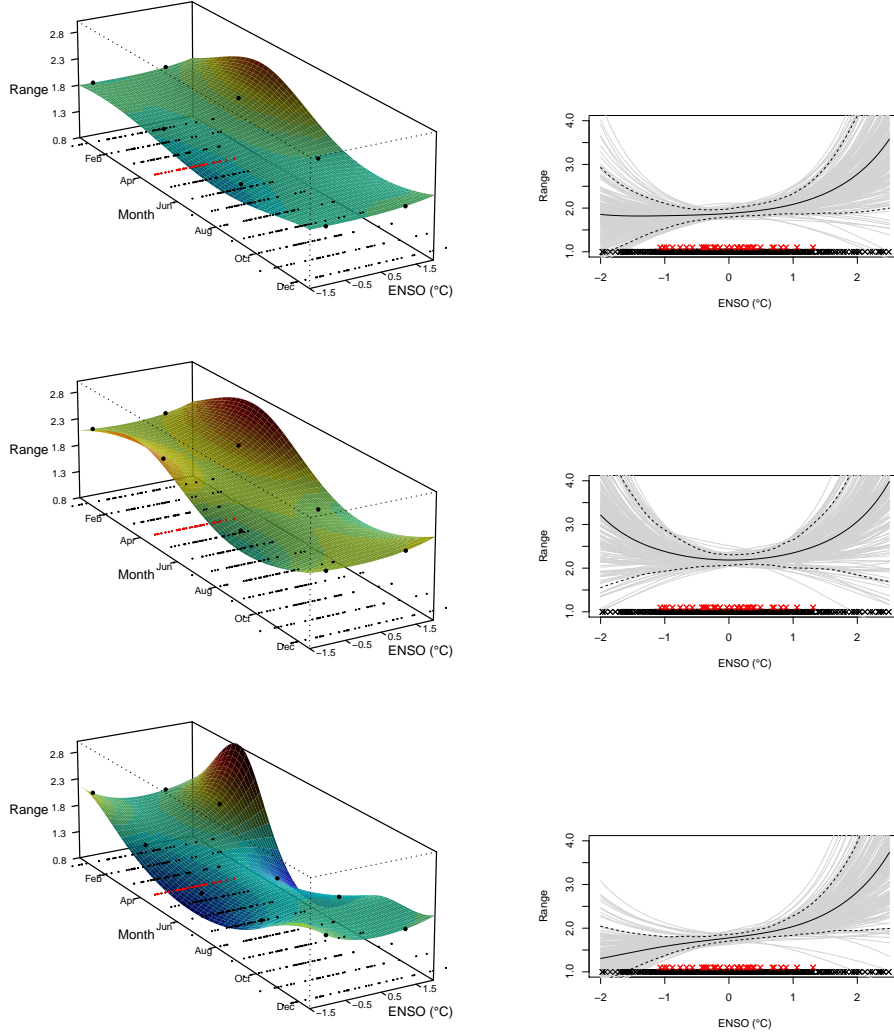 2.8
2.3
Range 1.8
1.3
0.8
Feb
Apr
Jun
Month
Aug
Oct
Dec
−1.5 −0.5 0.5 1.5
ENSO (°C)
4.0
3.0
2.0
1.0
Range
−2 −1 0 1 2
ENSO (°C)
2.8
2.3
Range 1.8
1.3
0.8
Feb
Apr
Jun
Month
Aug
Oct
Dec
−1.5 −0.5 0.5 1.5
ENSO (°C)
4.0
3.0
2.0
1.0
Range
−2 −1 0 1 2
ENSO (°C)
2.8
2.3
Range 1.8
1.3
0.8
Feb
Apr
Jun
Month
Aug
Oct
Dec
−1.5 −0.5 0.5 1.5
ENSO (°C)
4.0
3.0
2.0
1.0
Range
−2 −1 0 1 2
ENSO (°C)